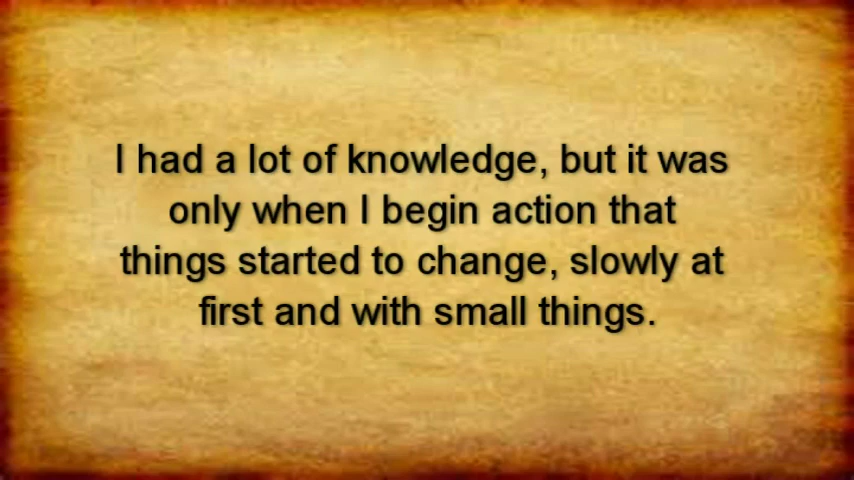 I had a lot of knowledge, but it was
only when I begin action that
things started to change, slowly at
first and with small things.